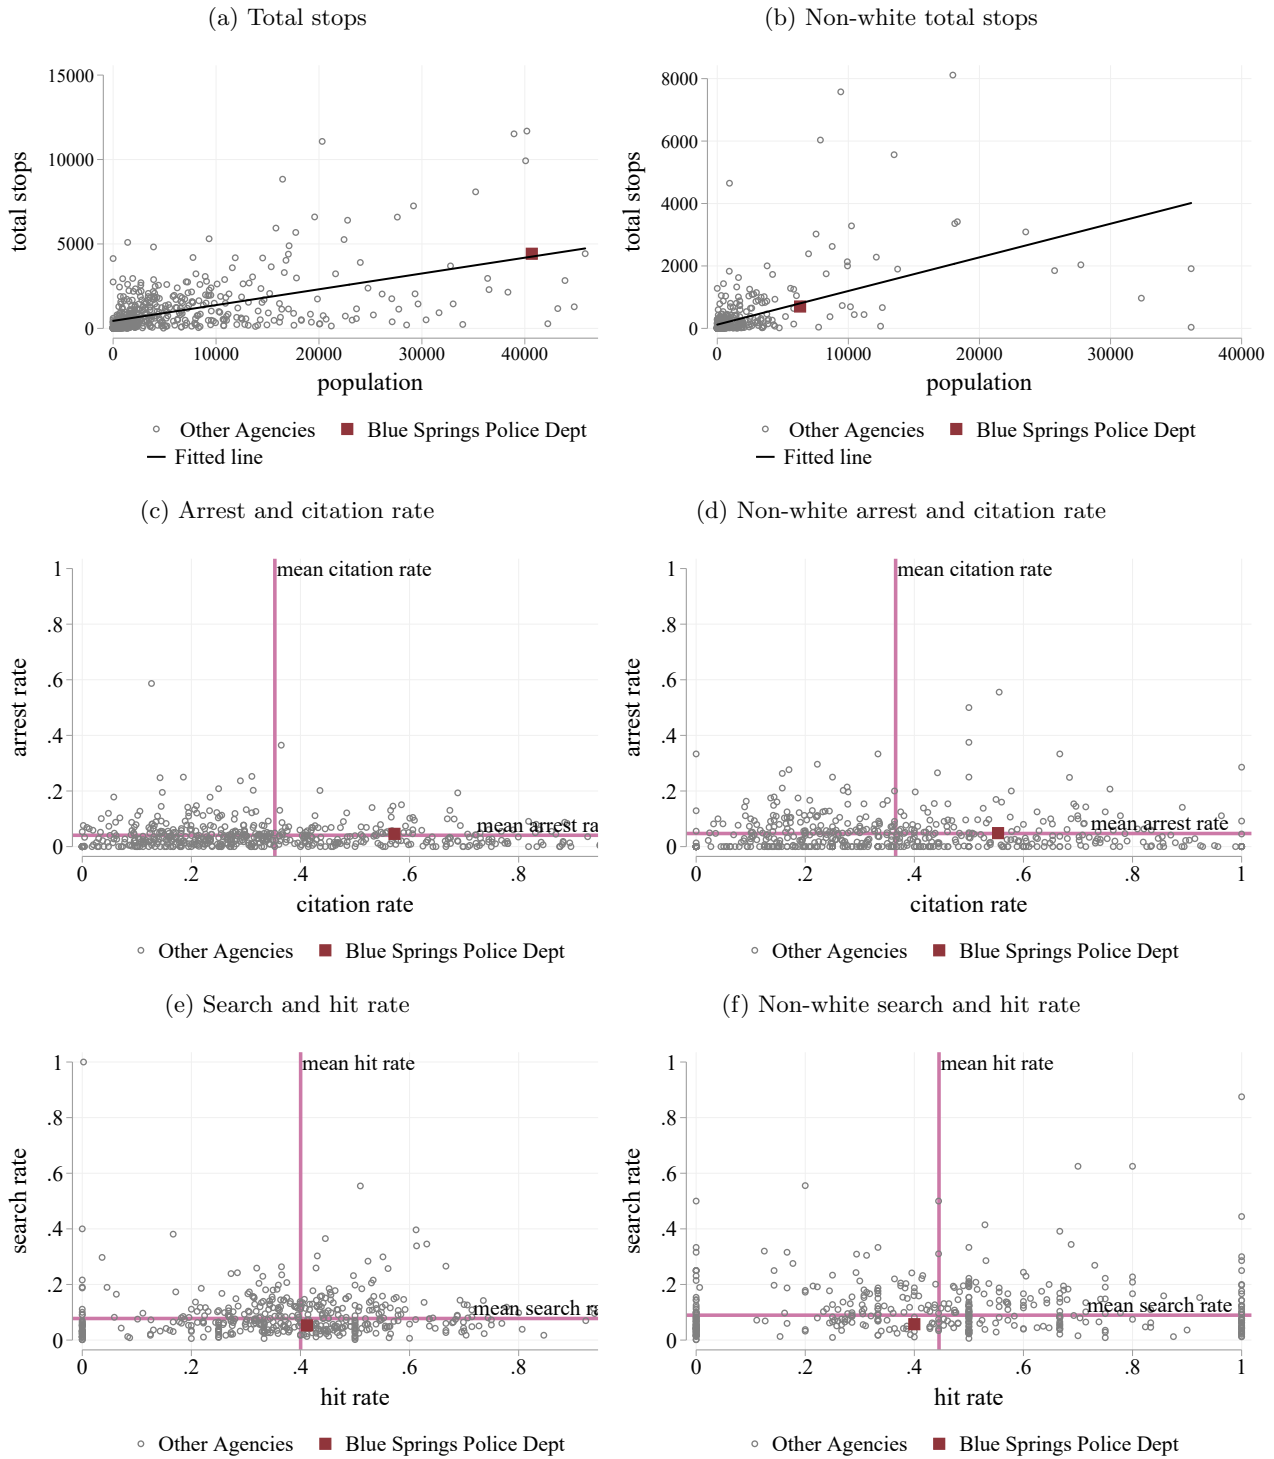 (a) Total stops
(b) Non-white total stops
15000
10000
5000
0
total stops
0 10000 20000 30000 40000
population
8000
6000
4000
2000
0
total stops
0 10000 20000 30000 40000
population
Other Agencies Blue Springs Police Dept
Fitted line
Other Agencies Blue Springs Police Dept
Fitted line
(c) Arrest and citation rate
(d) Non-white arrest and citation rate
mean citation rate
1
.8
.6
.4
.2
0
arrest rate
mean arrest ra
0 .2 .4 .6 .8
citation rate
mean citation rate
1
.8
.6
.4
.2
0
arrest rate
mean arrest rate
0 .2 .4 .6 .8 1
citation rate
Other Agencies Blue Springs Police Dept
Other Agencies Blue Springs Police Dept
(e) Search and hit rate
(f) Non-white search and hit rate
mean hit rate
1
.8
.6
.4
.2
0
search rate
mean search ra
0 .2 .4 .6 .8
hit rate
mean hit rate
1
.8
.6
.4
.2
0
search rate
mean search rate
0 .2 .4 .6 .8 1
hit rate
Other Agencies Blue Springs Police Dept
Other Agencies Blue Springs Police Dept